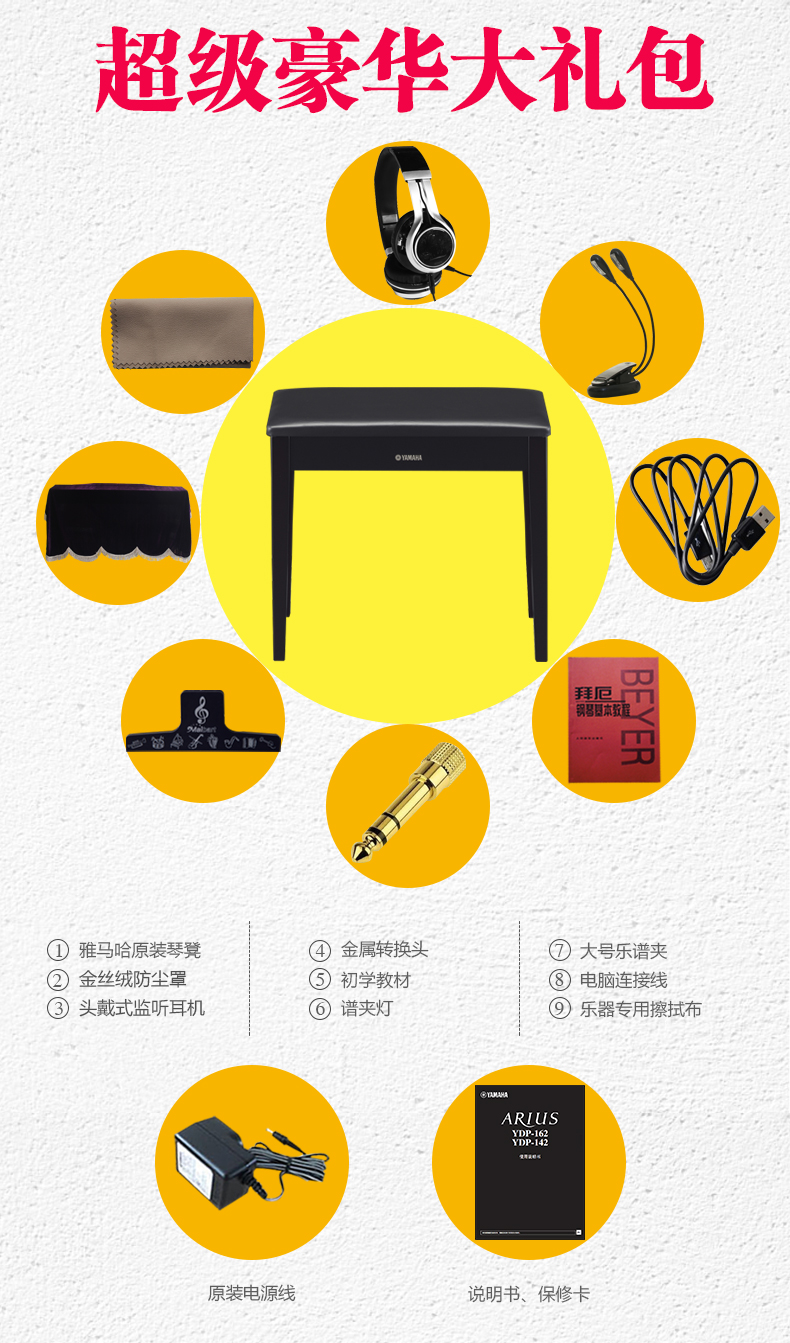 超级豪华大礼包
YAMAHA
Melbert
拜厄
钢琴基本教程
BEYER
① 雅马哈原装琴凳
② 金丝绒防尘罩
③ 头戴式监听耳机
④ 金属转换头
⑤ 初学教材
⑥ 谱夹灯
⑦ 大号乐谱夹
⑧ 电脑连接线
⑨ 乐器专用擦拭布
YAMAHA
ARIUS
YDP-162
YDP-142
使用说明书
原装电源线
说明书、保修卡